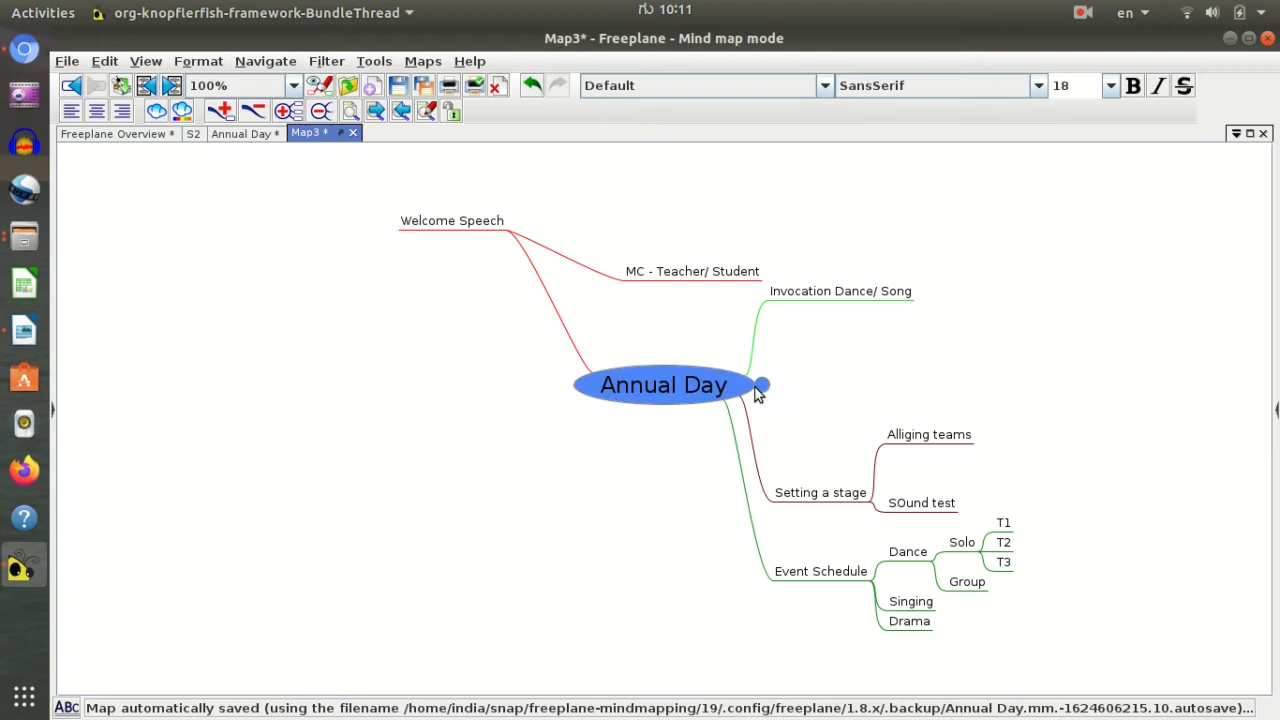 Activities
org-knopflerfish-framework-BundleThread
ರು 10:11
en
Map3* - Freeplane - Mind map mode
File Edit View Format Navigate Filter Tools Maps Help
100%
Default
SansSerif
18
B I S
Freeplane Overview *
S2
Annual Day *
Map3 *
Welcome Speech
MC - Teacher/ Student
Invocation Dance/ Song
Annual Day
Alliging teams
Setting a stage
SOund test
T1
Solo
T2
Dance
T3
Event Schedule
Group
Singing
Drama
ABC Map automatically saved (using the filename /home/india/snap/freeplane-mindmapping/19/.config/freeplane/1.8.x/.backup/Annual Day.mm.-1624606215.10.autosave)...